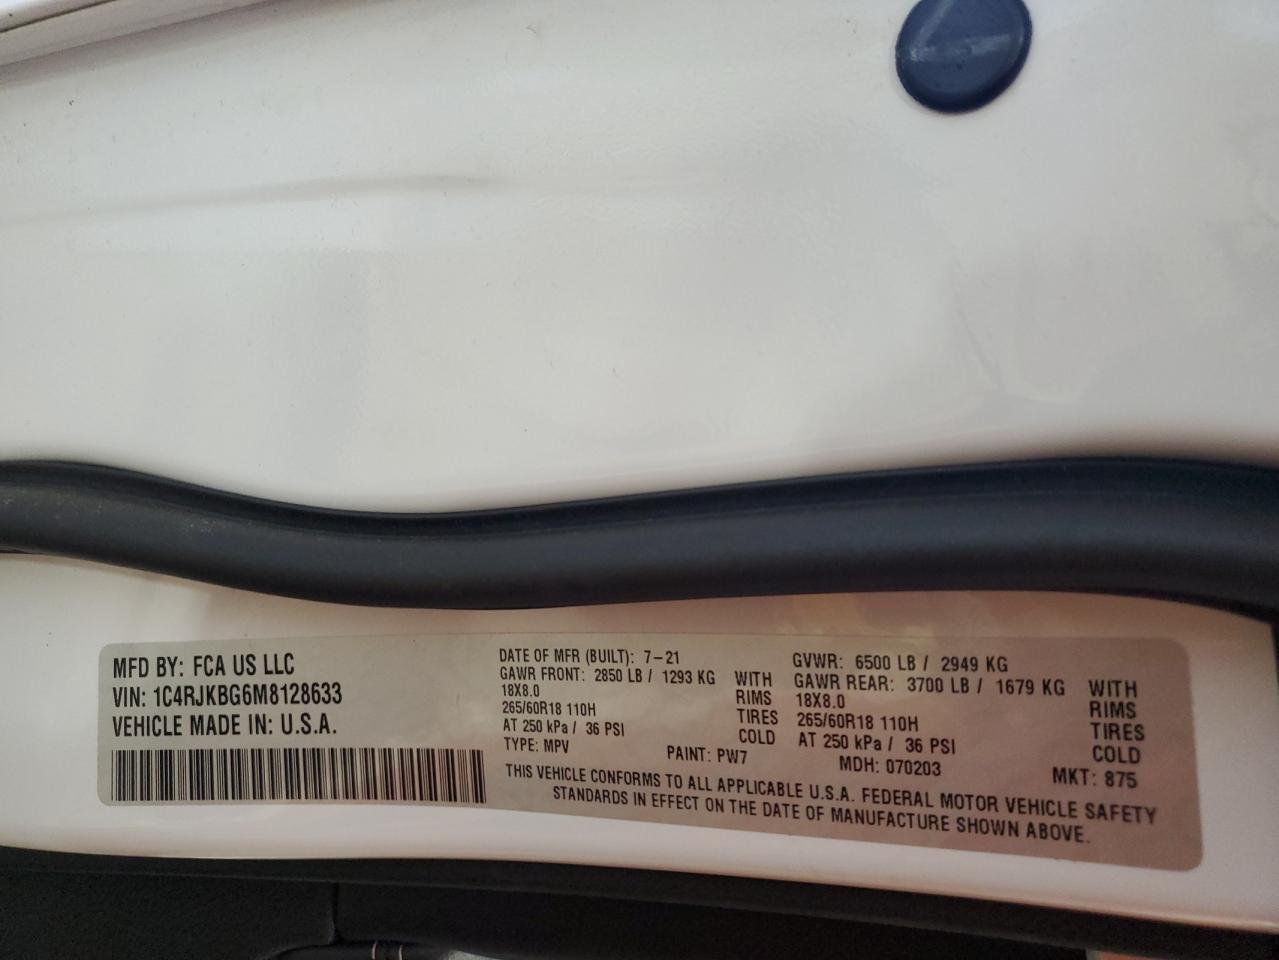 MFD BY: FCA US LLC
VIN: 1C4RJKBG6M8128633
VEHICLE MADE IN: U.S.A.
DATE OF MFR (BUILT): 7-21
GAWR FRONT: 2850 LB / 1293 KG WITH
18X8.0 RIMS
265/60R18 110H TIRES
AT 250 kPa / 36 PSI COLD
TYPE: MPV PAINT: PW7
GVWR: 6500 LB / 2949 KG
GAWR REAR: 3700 LB / 1679 KG WITH
18X8.0 RIMS
265/60R18 110H TIRES
AT 250 kPa / 36 PSI COLD
MDH: 070203 MKT: 875
THIS VEHICLE CONFORMS TO ALL APPLICABLE U.S.A. FEDERAL MOTOR VEHICLE SAFETY
STANDARDS IN EFFECT ON THE DATE OF MANUFACTURE SHOWN ABOVE.